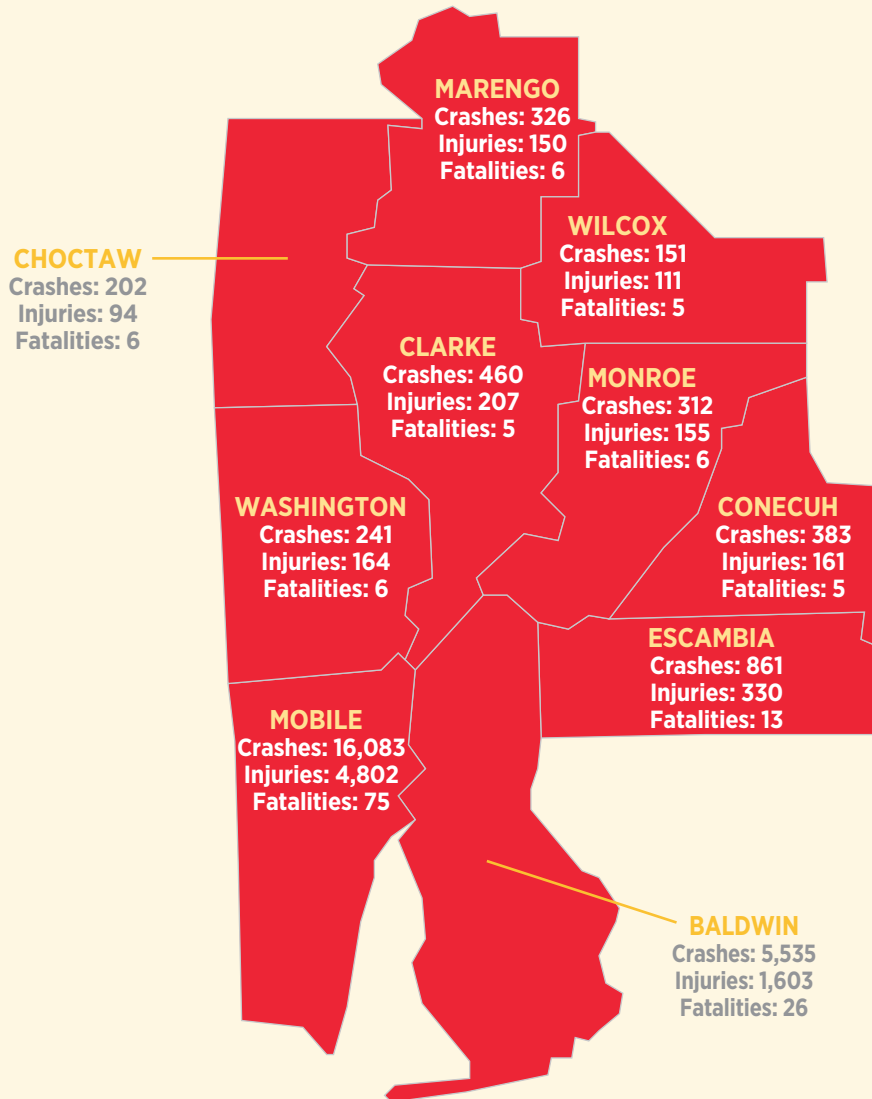 MARENGO
Crashes: 326
Injuries: 150
Fatalities: 6
WILCOX
Crashes: 151
Injuries: 111
Fatalities: 5
CHOCTAW
Crashes: 202
Injuries: 94
Fatalities: 6
CLARKE
Crashes: 460
Injuries: 207
Fatalities: 5
MONROE
Crashes: 312
Injuries: 155
Fatalities: 6
WASHINGTON
Crashes: 241
Injuries: 164
Fatalities: 6
CONECUH
Crashes: 383
Injuries: 161
Fatalities: 5
ESCAMBIA
Crashes: 861
Injuries: 330
Fatalities: 13
MOBILE
Crashes: 16,083
Injuries: 4,802
Fatalities: 75
BALDWIN
Crashes: 5,535
Injuries: 1,603
Fatalities: 26